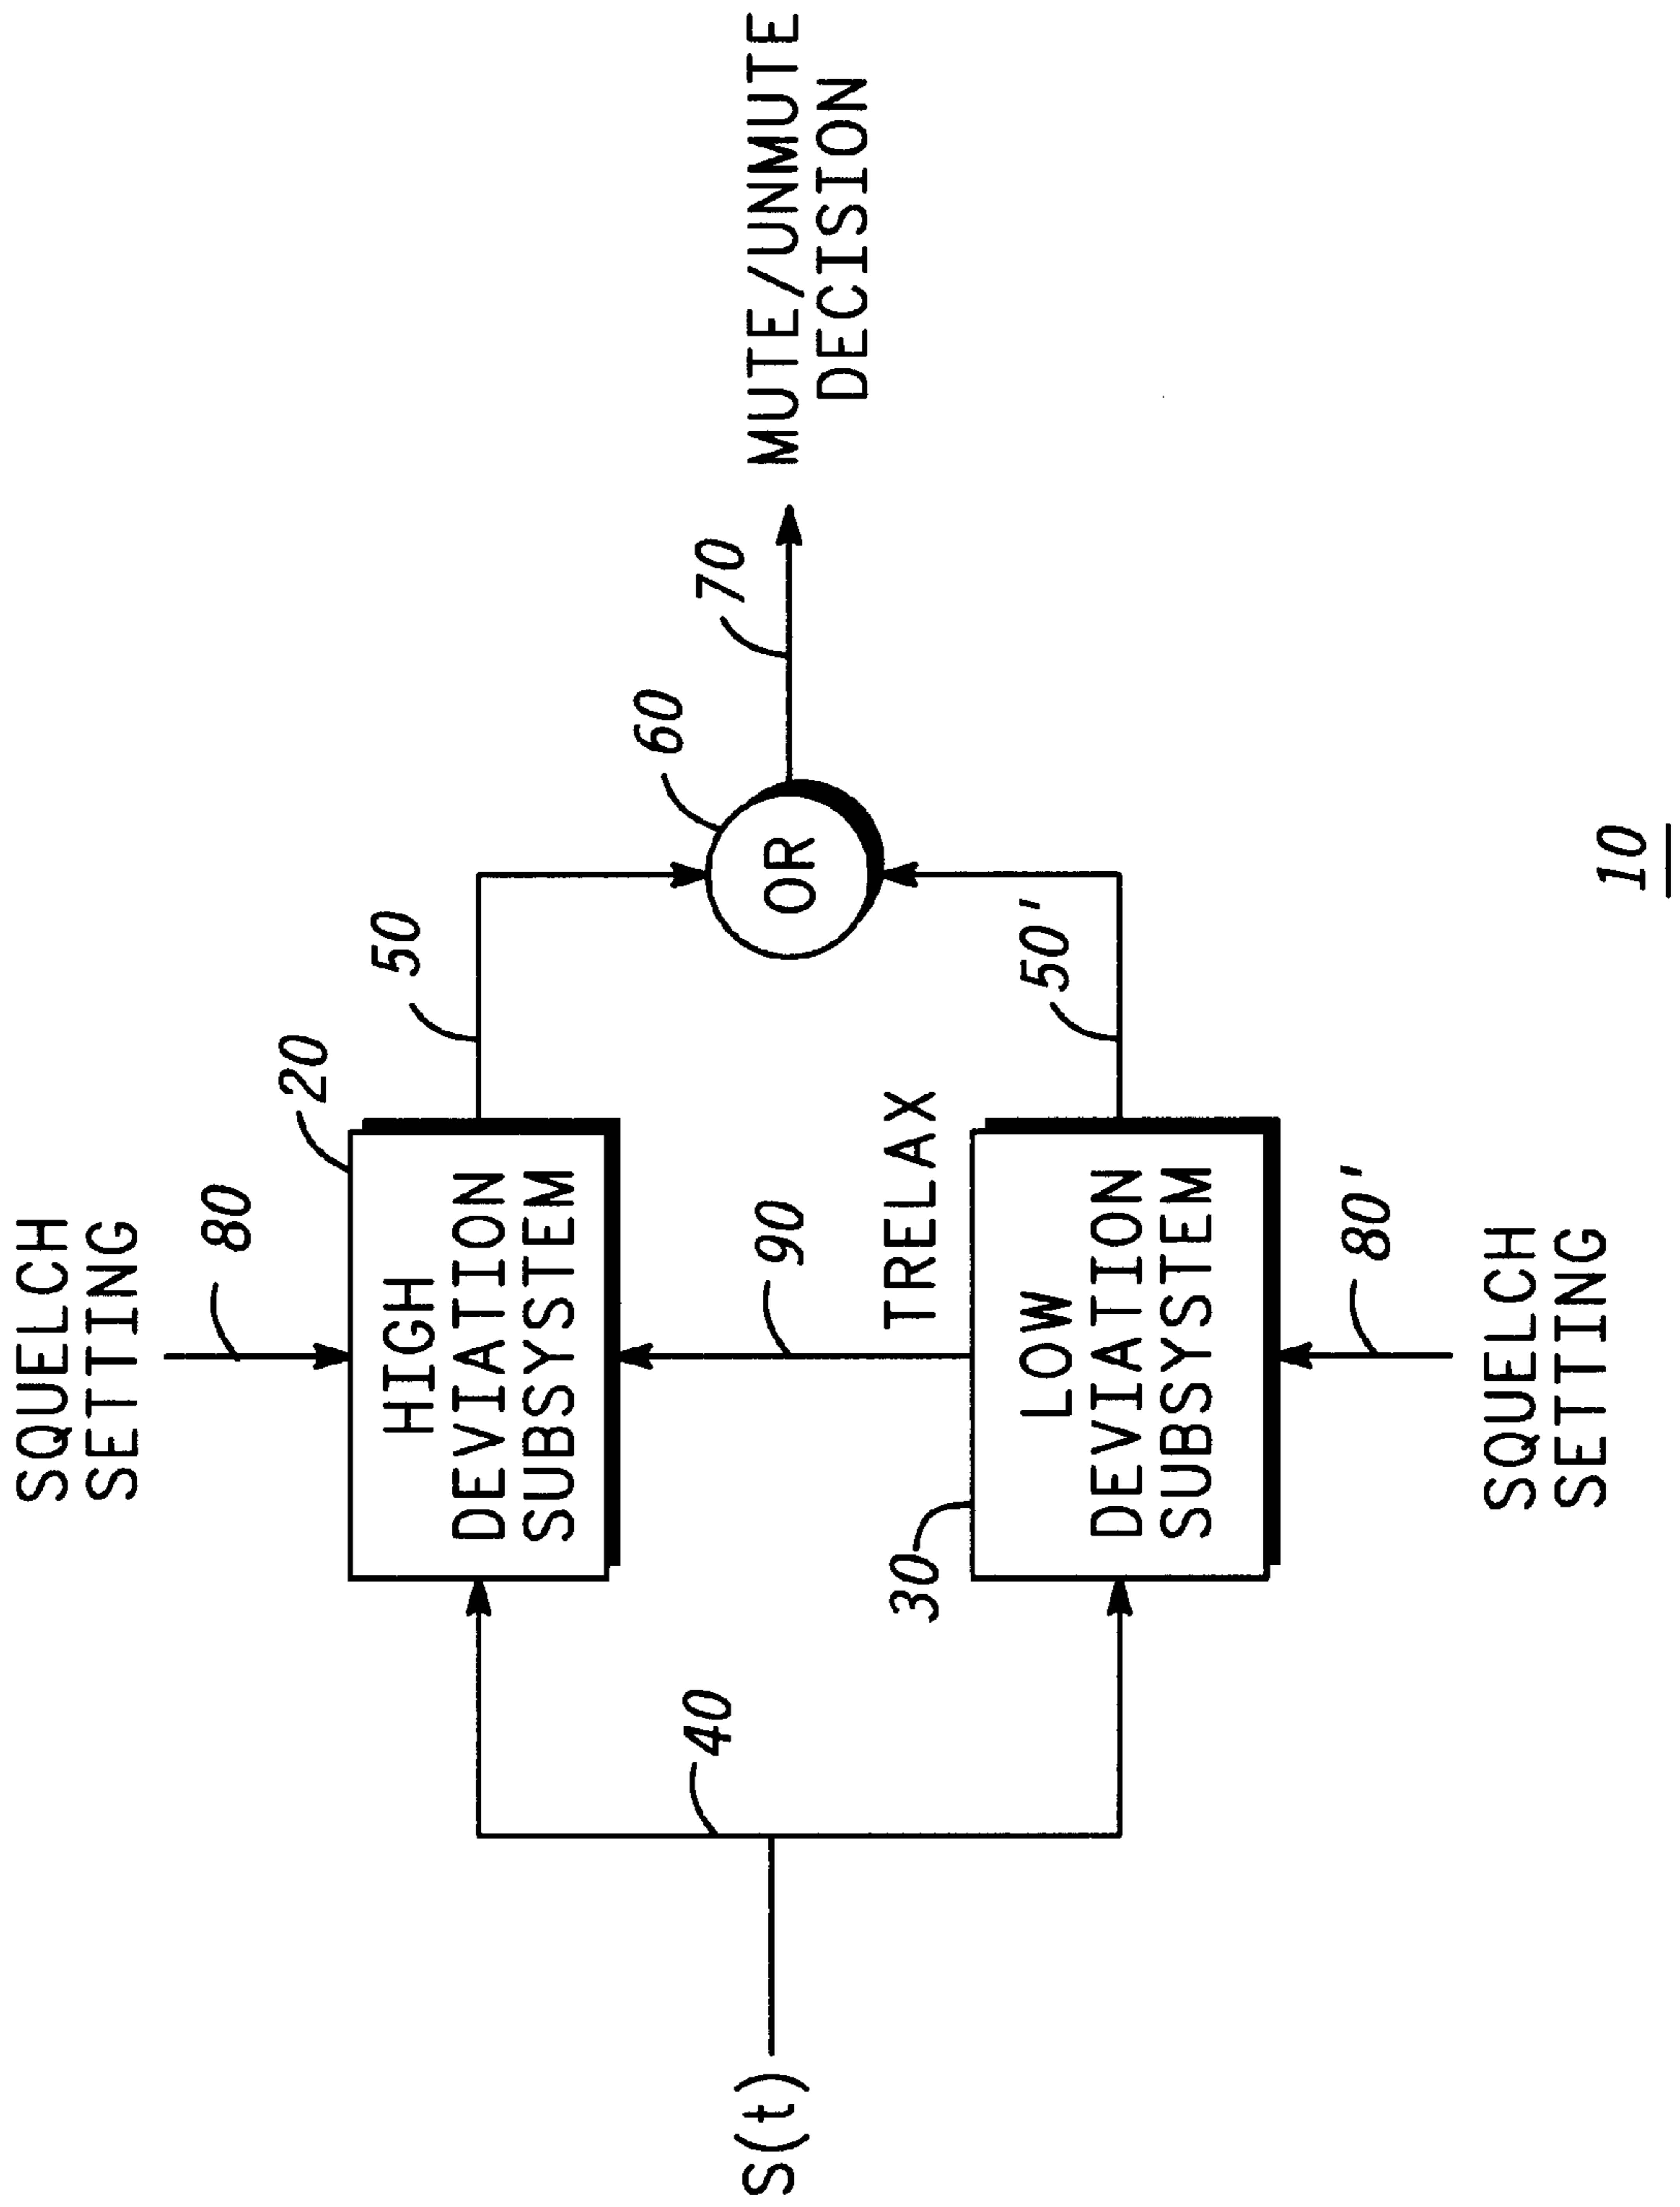 SQUELCH
SETTING
80
20
HIGH
DEVIATION
SUBSYSTEM
50
40
S(t)
90
TRELAX
60
OR
70
MUTE/UNMUTE
DECISION
30
LOW
DEVIATION
SUBSYSTEM
50'
80'
SQUELCH
SETTING
10